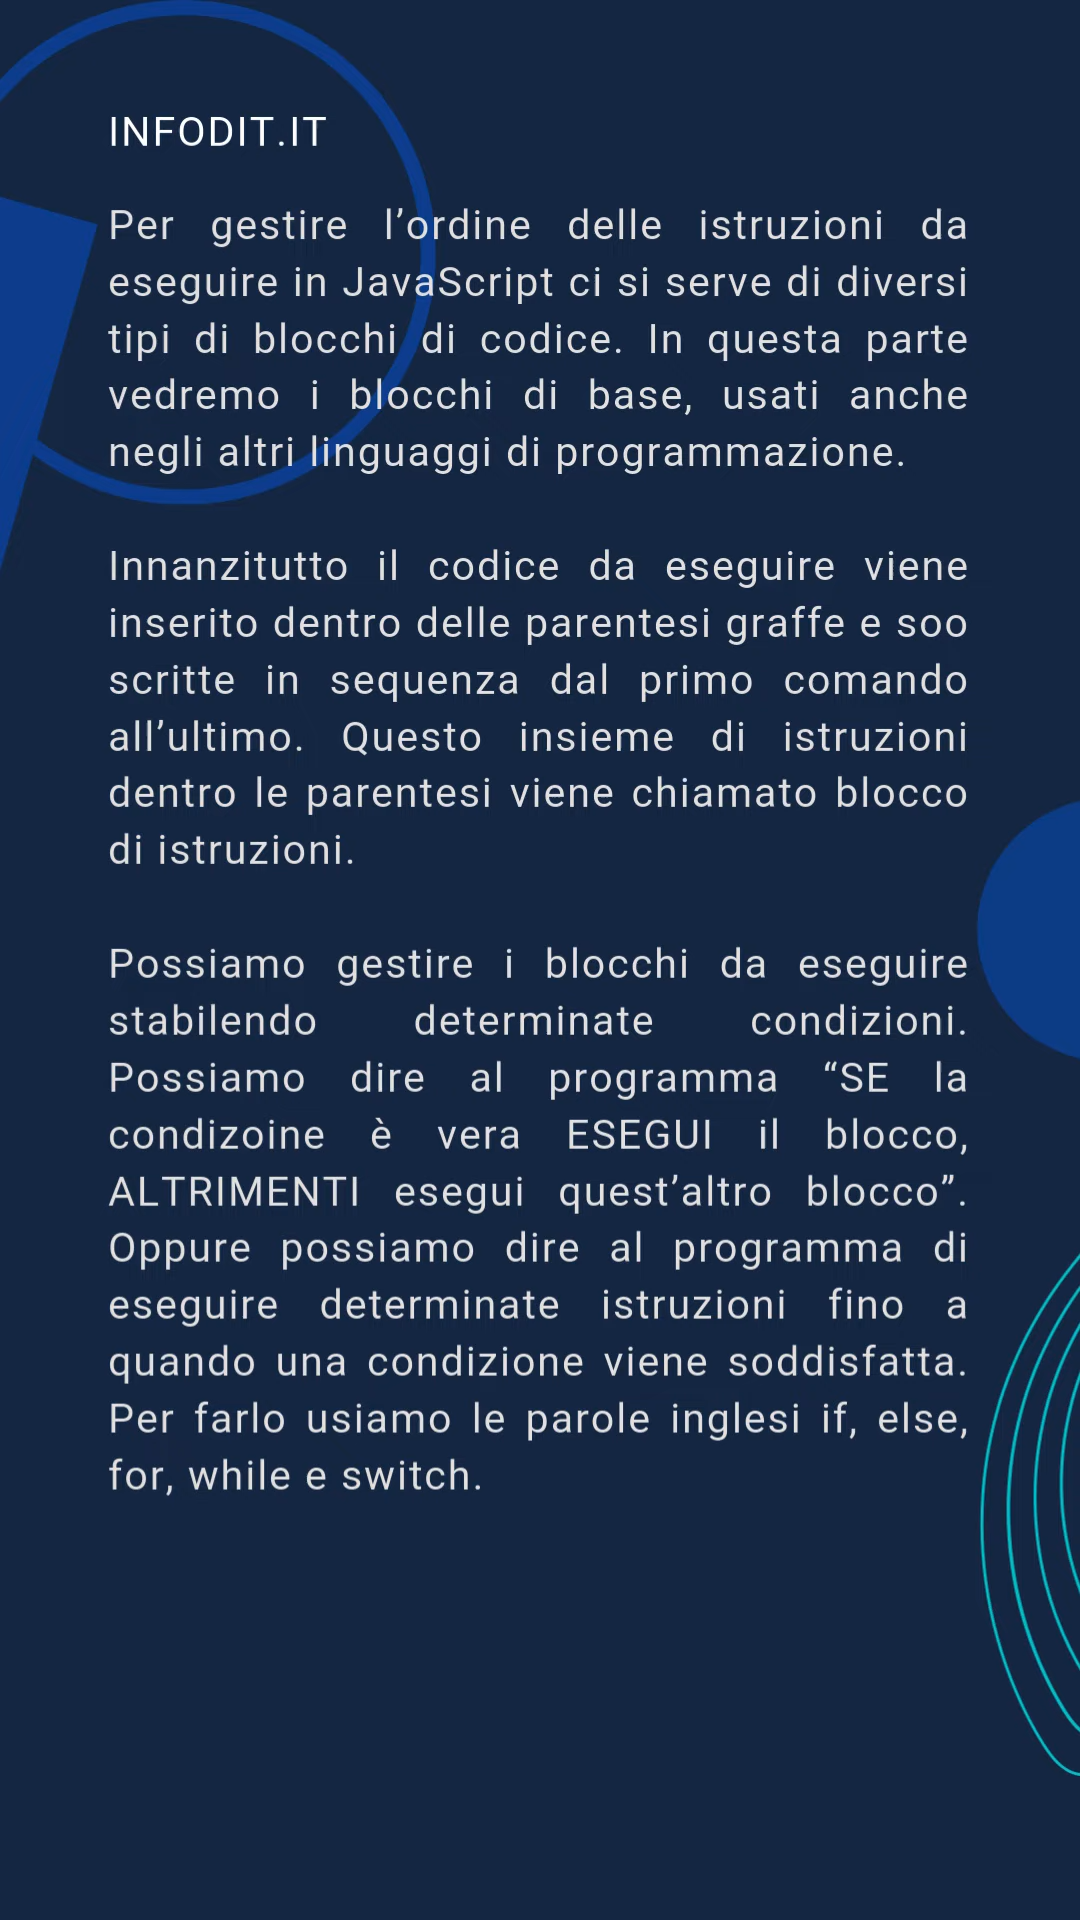 INFODIT.IT
Per gestire l’ordine delle istruzioni da
eseguire in JavaScript ci si serve di diversi
tipi di blocchi di codice. In questa parte
vedremo i blocchi di base, usati anche
negli altri linguaggi di programmazione.
Innanzitutto il codice da eseguire viene
inserito dentro delle parentesi graffe e soo
scritte in sequenza dal primo comando
all’ultimo. Questo insieme di istruzioni
dentro le parentesi viene chiamato blocco
di istruzioni.
Possiamo gestire i blocchi da eseguire
stabilendo determinate condizioni.
Possiamo dire al programma “SE la
condizoine è vera ESEGUI il blocco,
ALTRIMENTI esegui quest’altro blocco”.
Oppure possiamo dire al programma di
eseguire determinate istruzioni fino a
quando una condizione viene soddisfatta.
Per farlo usiamo le parole inglesi if, else,
for, while e switch.